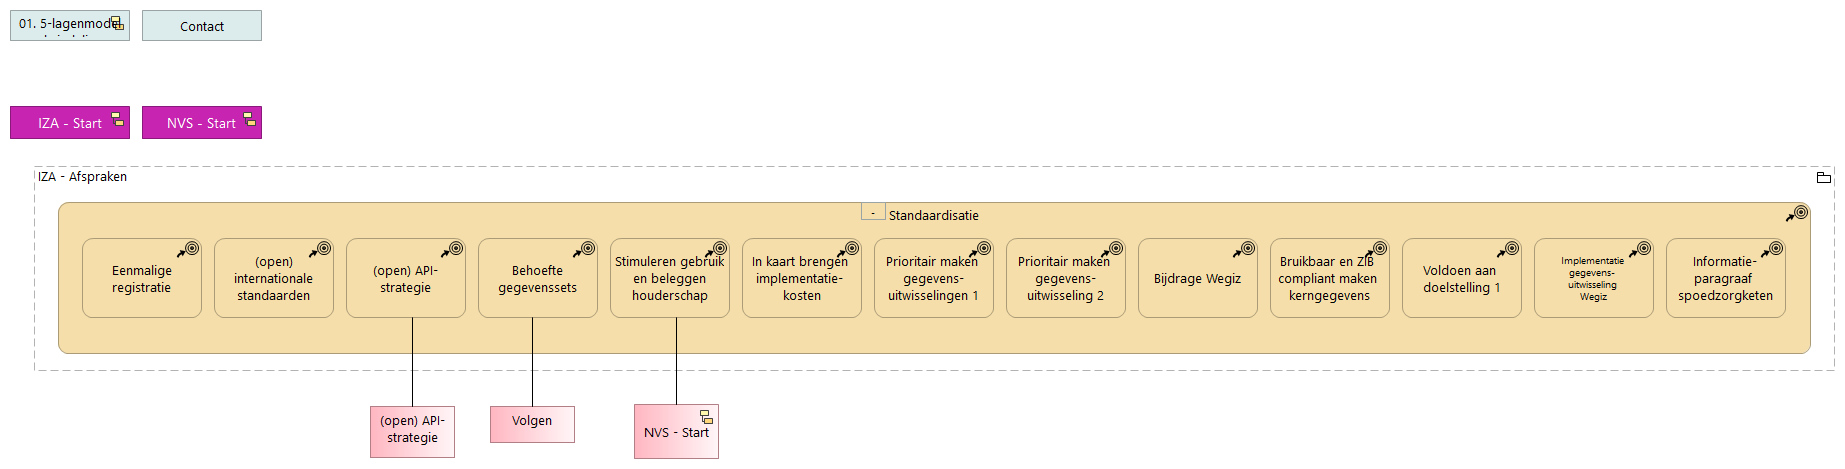 01. 5-lagenmodel
Contact
IZA - Start
NVS - Start
IZA - Afspraken
- Standaardisatie
Eenmalige
registratie
(open)
internationale
standaarden
(open) API-
strategie
Behoefte
gegevenssets
Stimuleren gebruik
en beleggen
houderschap
In kaart brengen
implementatie-
kosten
Prioritair maken
gegevens-
uitwisselingen 1
Prioritair maken
gegevens-
uitwisseling 2
Bijdrage Wegiz
Bruikbaar en ZIB
compliant maken
kerngegevens
Voldoen aan
doelstelling 1
Implementatie
gegevens-
uitwisseling
Wegiz
Informatie-
paragraaf
spoedzorgketen
(open) API-
strategie
Volgen
NVS - Start